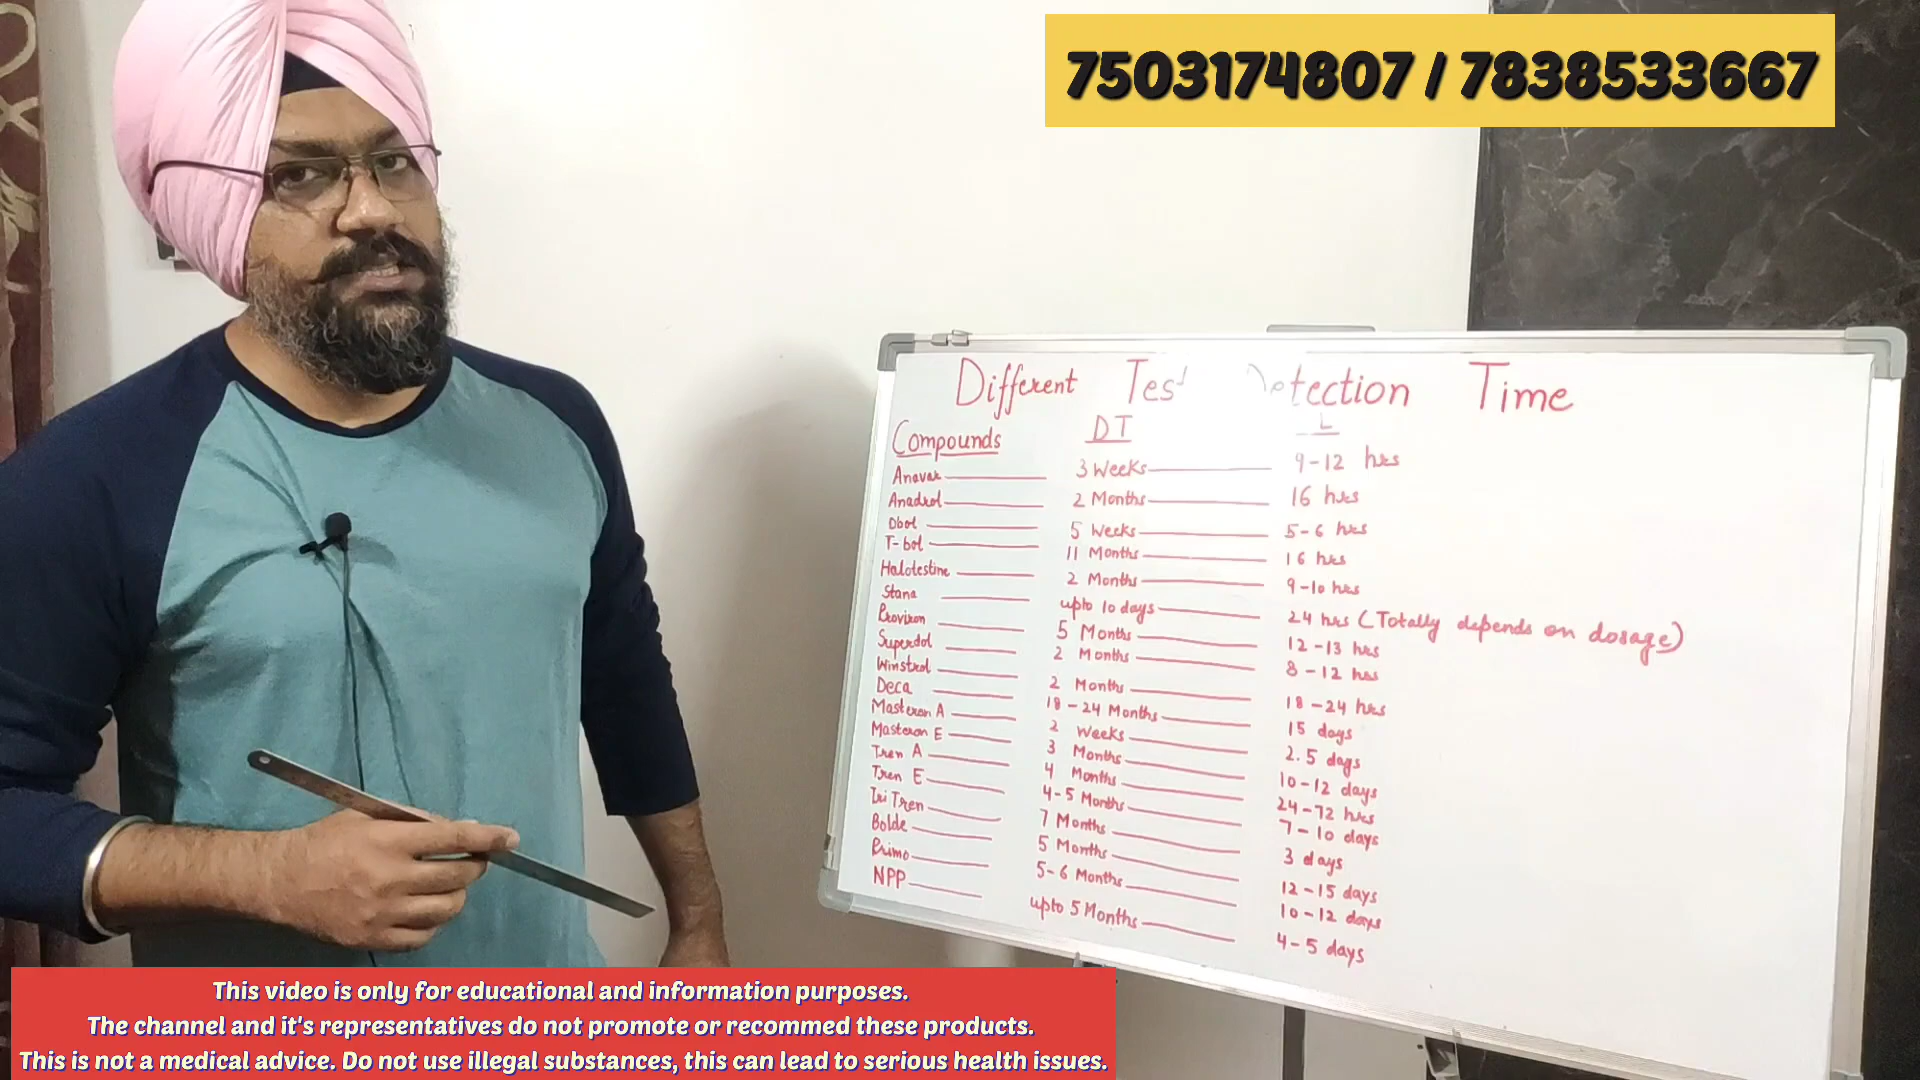 7503174807 / 7838533667
Different Test Detection Time
Compounds DT L
Anavar 3 Weeks 9-12 hrs
Anadrol 2 Months 16 hrs
Dbol 5 Weeks 5-6 hrs
T-bol 11 Months 16 hrs
Halotestine 2 Months 9-10 hrs
Stana upto 10 days 24 hrs (Totally depends on dosage)
Proviron 5 Months 12-13 hrs
Superdol 2 Months 8-12 hrs
Winstrol 2 Months 18-24 hrs
Deca 18-24 Months 15 days
Masteron A 2 Weeks 2.5 days
Masteron E 3 Months 10-12 days
Tren A 4 Months 24-72 hrs
Tren E 4-5 Months 7-10 days
Tri Tren 7 Months 3 days
Bolde 5 Months 12-15 days
Primo 5-6 Months 10-12 days
NPP upto 5 Months 4-5 days
This video is only for educational and information purposes.
The channel and it's representatives do not promote or recommed these products.
This is not a medical advice. Do not use illegal substances, this can lead to serious health issues.